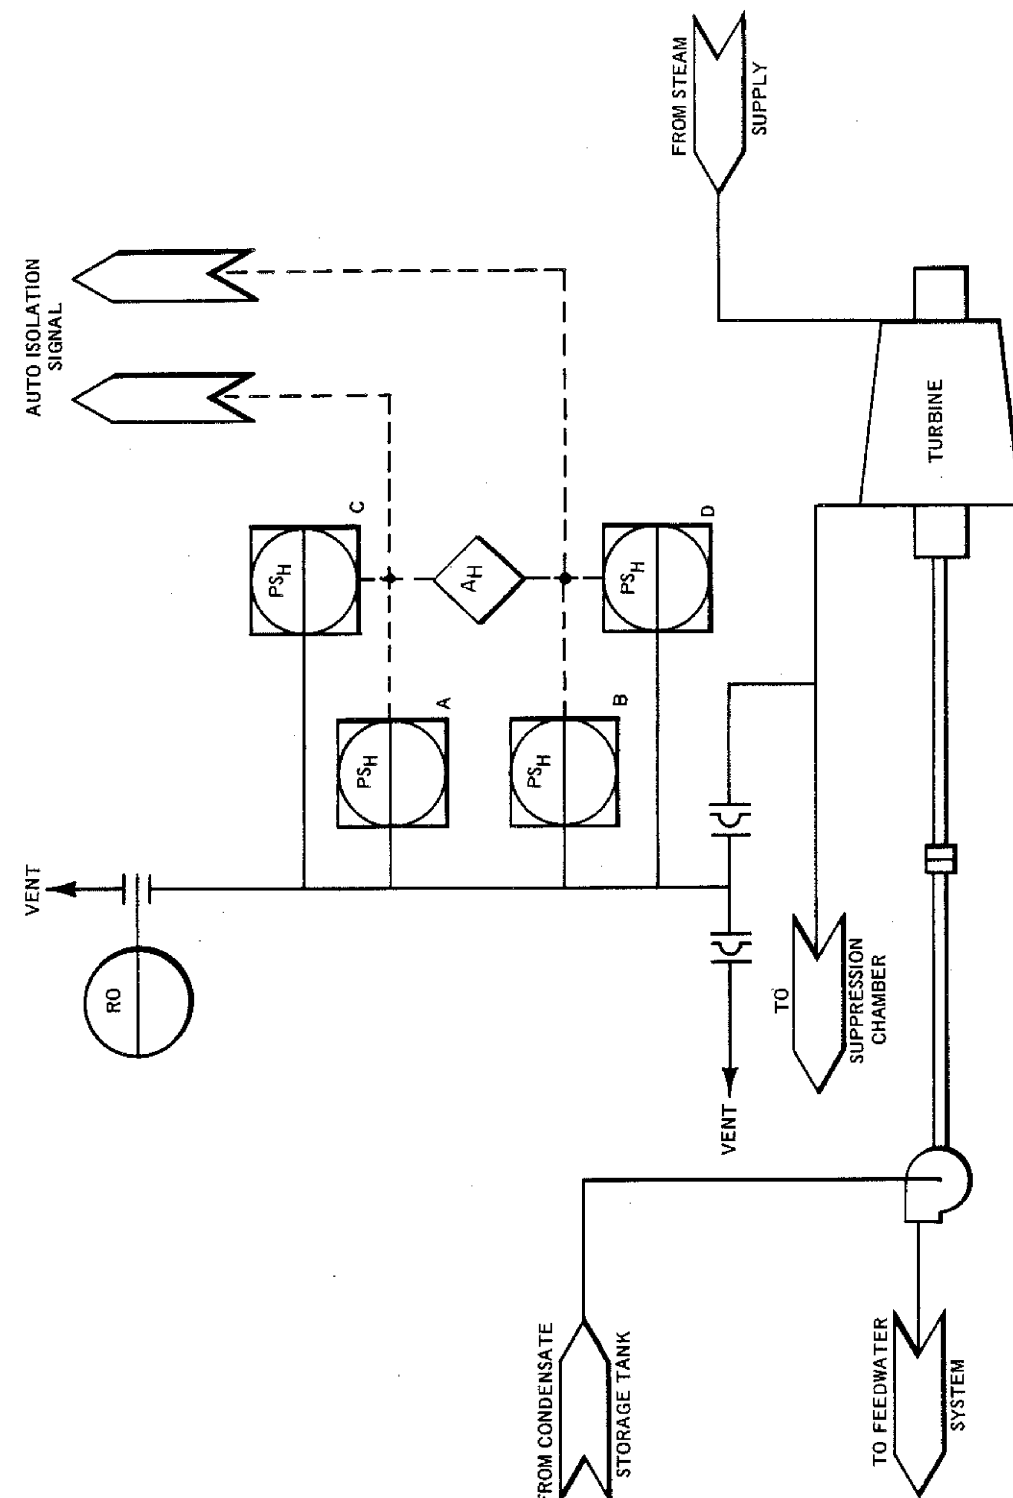 VENT
RO
AUTO ISOLATION
SIGNAL
PSH
C
PSH
A
AH
PSH
B
PSH
D
FROM STEAM
SUPPLY
TURBINE
VENT
TO
SUPPRESSION
CHAMBER
FROM CONDENSATE
STORAGE TANK
TO FEEDWATER
SYSTEM